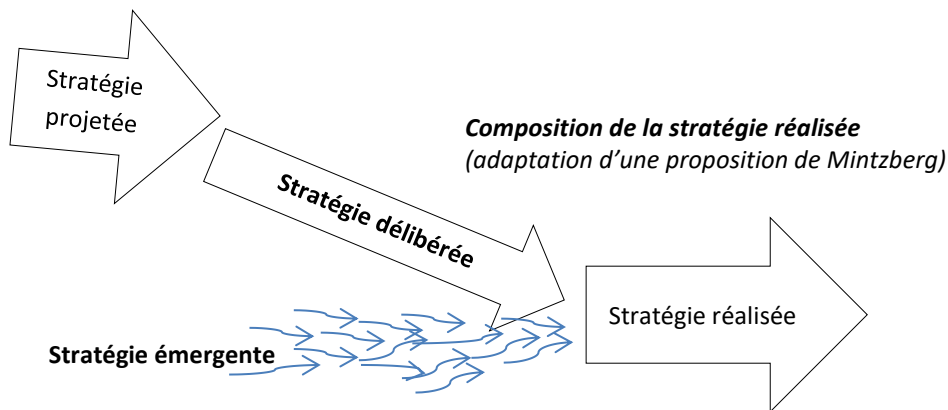 Stratégie
projetée
Composition de la stratégie réalisée
(adaptation d’une proposition de Mintzberg)
Stratégie délibérée
Stratégie réalisée
Stratégie émergente